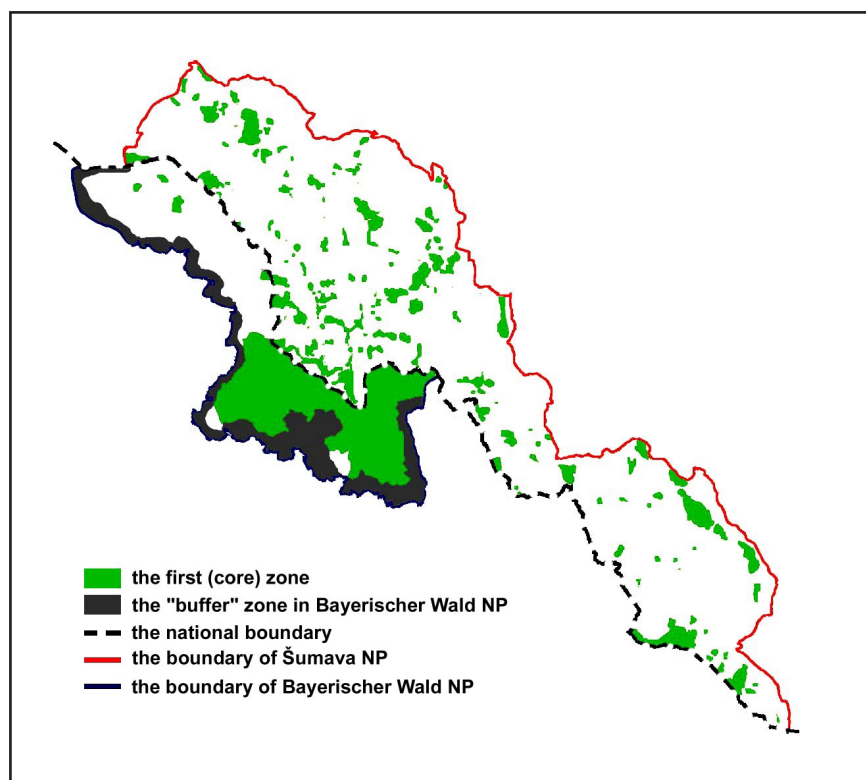 the first (core) zone
the "buffer" zone in Bayerischer Wald NP
the national boundary
the boundary of Šumava NP
the boundary of Bayerischer Wald NP